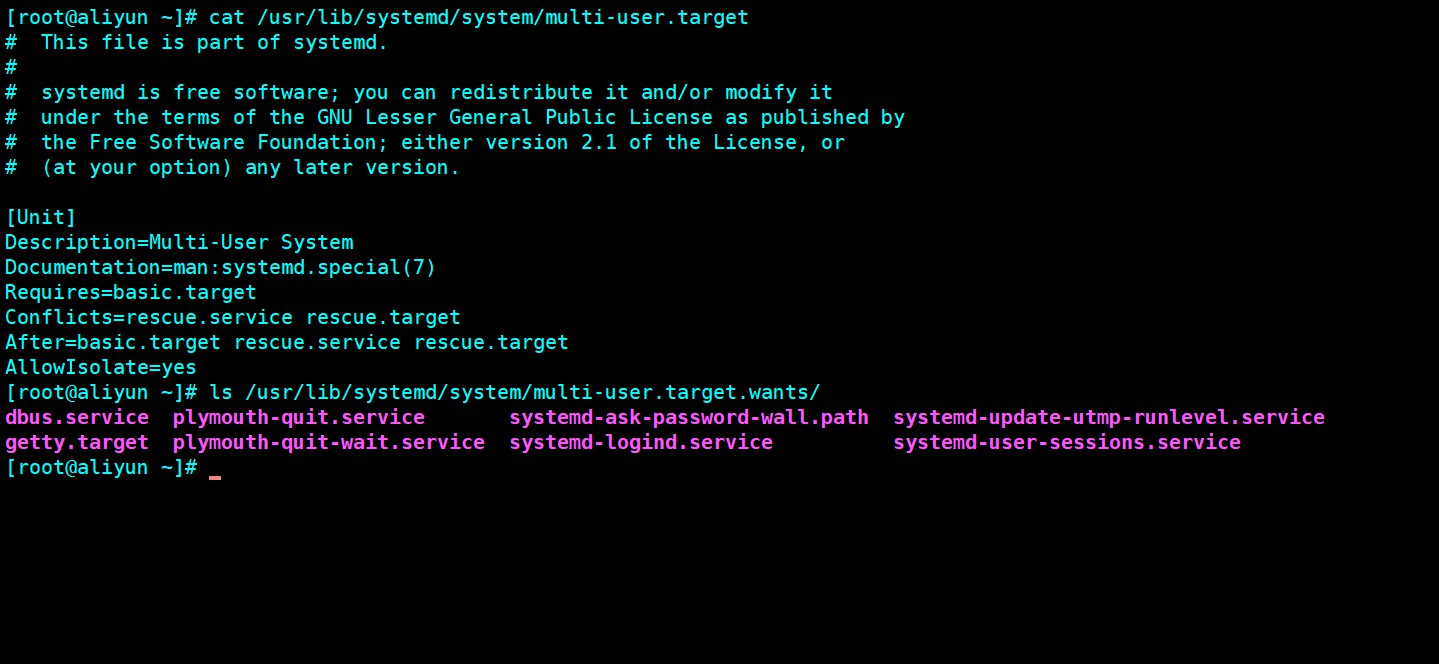 [root@aliyun ~]# cat /usr/lib/systemd/system/multi-user.target
#  This file is part of systemd.
#
#  systemd is free software; you can redistribute it and/or modify it
#  under the terms of the GNU Lesser General Public License as published by
#  the Free Software Foundation; either version 2.1 of the License, or
#  (at your option) any later version.

[Unit]
Description=Multi-User System
Documentation=man:systemd.special(7)
Requires=basic.target
Conflicts=rescue.service rescue.target
After=basic.target rescue.service rescue.target
AllowIsolate=yes
[root@aliyun ~]# ls /usr/lib/systemd/system/multi-user.target.wants/
dbus.service  plymouth-quit.service       systemd-ask-password-wall.path  systemd-update-utmp-runlevel.service
getty.target  plymouth-quit-wait.service  systemd-logind.service          systemd-user-sessions.service
[root@aliyun ~]#